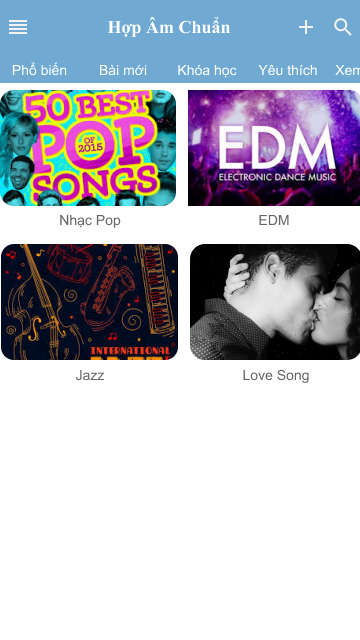 Hợp Âm Chuẩn
Phổ biến Bài mới Khóa học Yêu thích Xem
50 BEST
POP
OF 2015
SONGS
EDM
ELECTRONIC DANCE MUSIC
Nhạc Pop EDM
INTERNATIONAL
Jazz Love Song